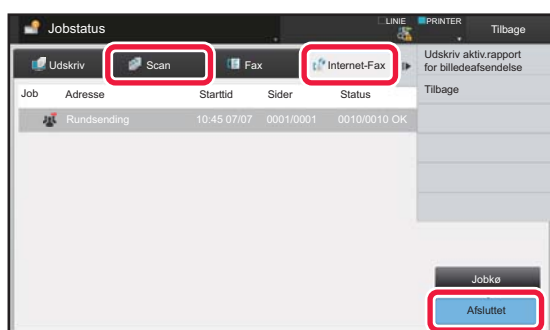 Jobstatus
LINIE
PRINTER
Tilbage
Udskriv
Scan
Fax
Internet-Fax
Udskriv aktiv.rapport
for billedeafsendelse
Job Adresse Starttid Sider Status
Tilbage
Rundsending 10:45 07/07 0001/0001 0010/0010 OK
Jobkø
Afsluttet